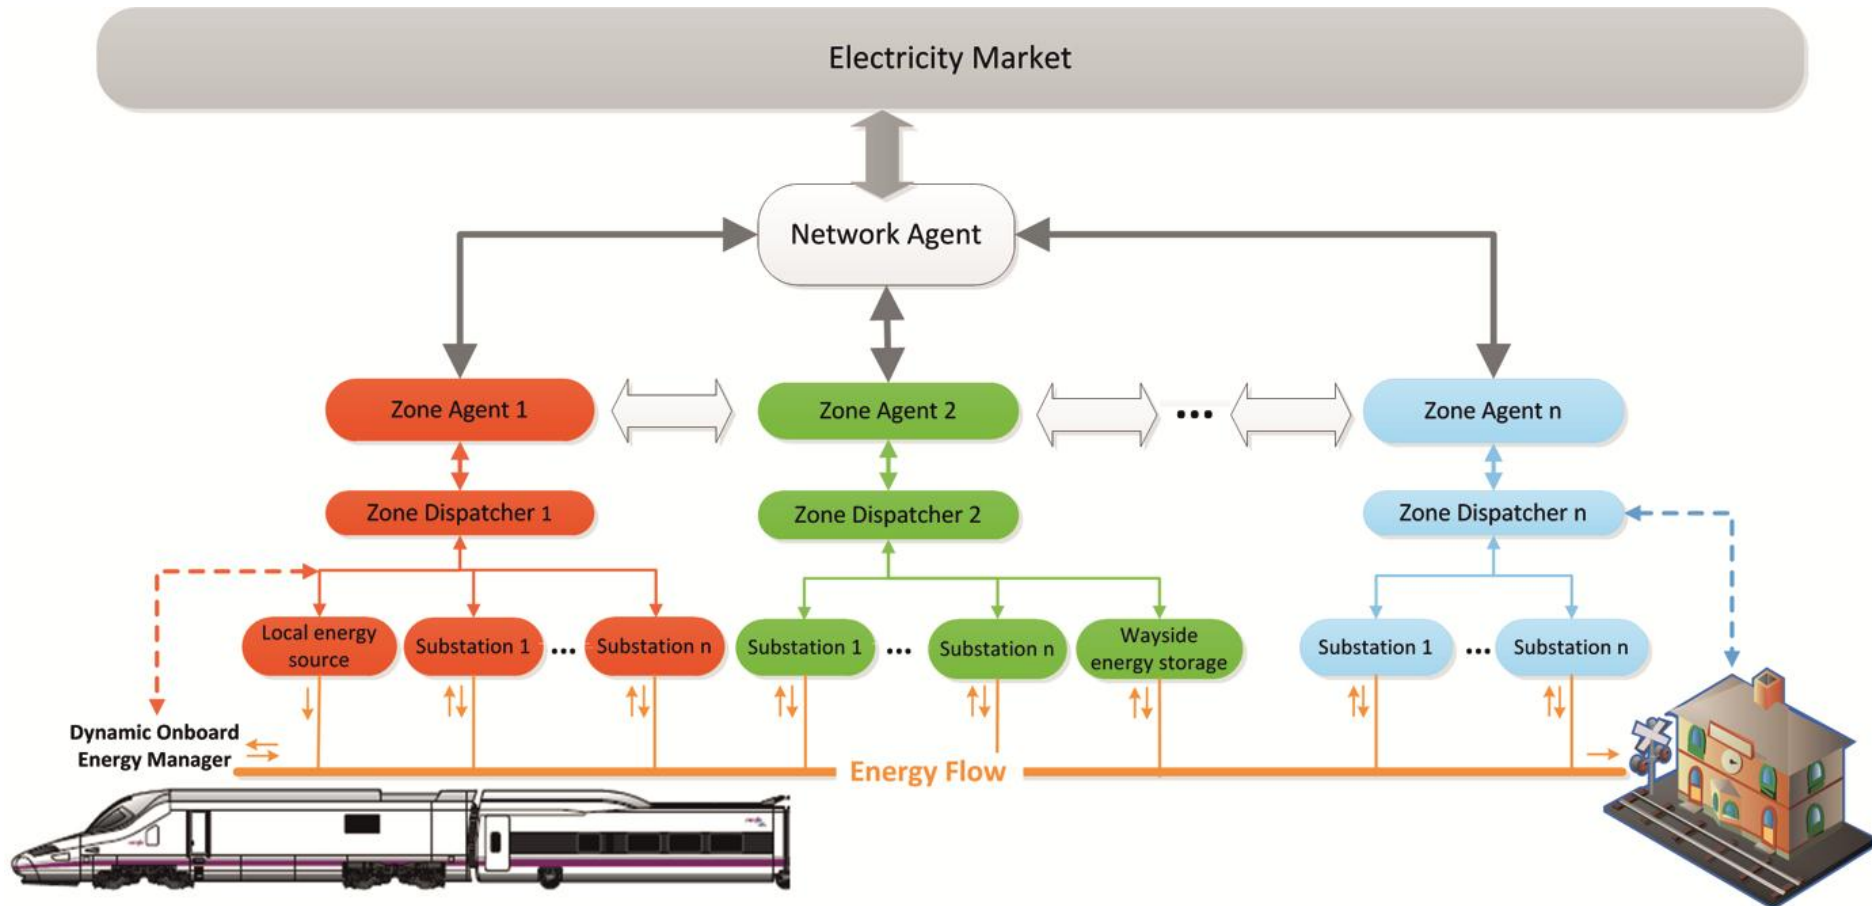 Electricity Market
Network Agent
Zone Agent 1
Zone Agent 2
...
Zone Agent n
Zone Dispatcher 1
Zone Dispatcher 2
Zone Dispatcher n
Local energy
source
Substation 1
...
Substation n
Substation 1
...
Substation n
Wayside
energy storage
Substation 1
...
Substation n
Dynamic Onboard
Energy Manager
Energy Flow